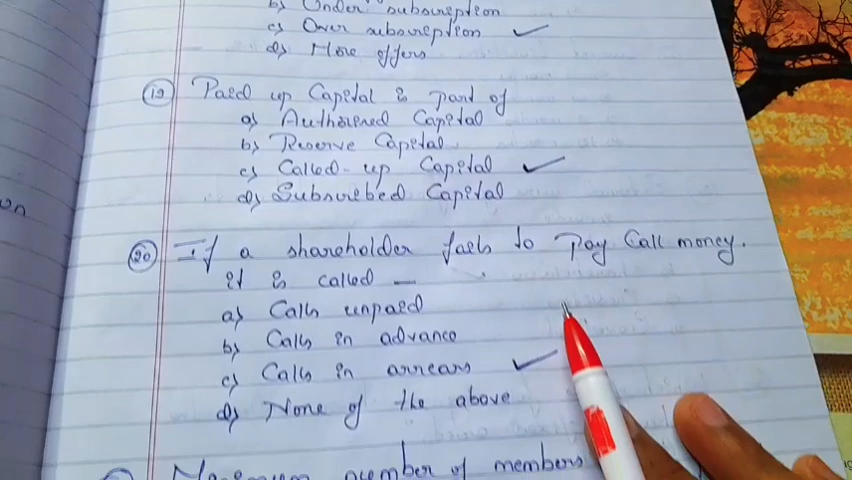 b) Under subscription
c) Over subscription ✓
d) More offers
19 Paid up Capital is part of
a) Authorised Capital
b) Reserve Capital
c) Called-up Capital ✓
d) Subscribed Capital
20 If a shareholder fails to Pay Call money.
it is called —
a) Calls unpaid
b) Calls in advance
c) Calls in arrears ✓
d) None of the above
Maximum number of members